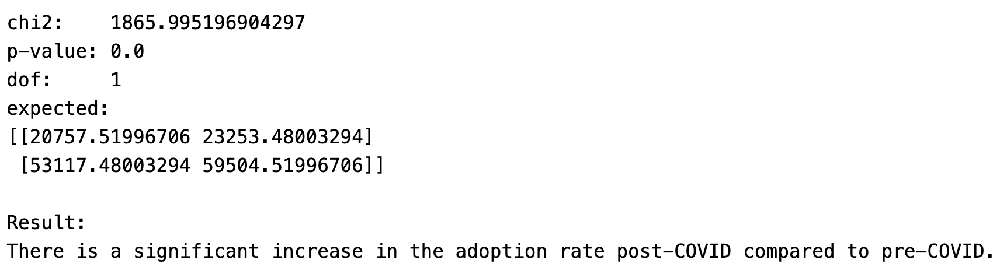 chi2:    1865.995196904297
p-value: 0.0
dof:     1
expected:
[[20757.51996706 23253.48003294]
 [53117.48003294 59504.51996706]]

Result:
There is a significant increase in the adoption rate post-COVID compared to pre-COVID.